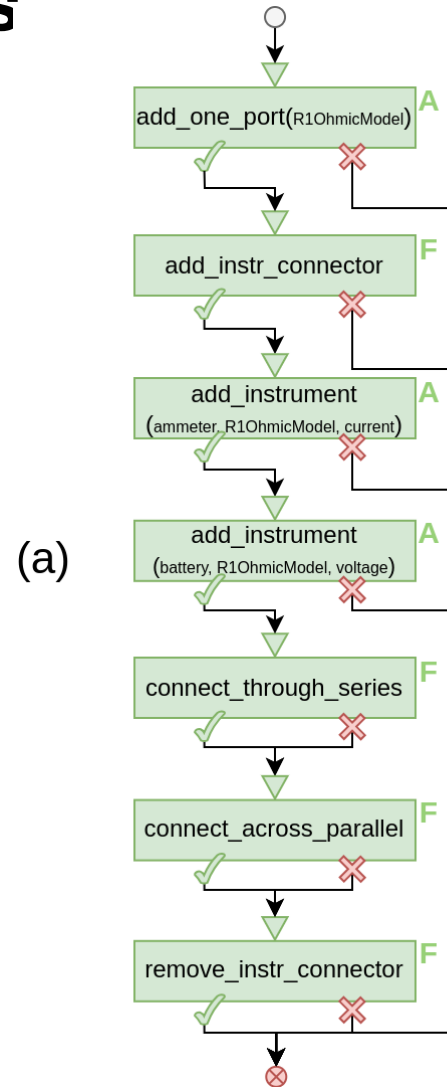 s
add_one_port(R1OhmicModel)
A
add_instr_connector
F
add_instrument
A
(ammeter, R1OhmicModel, current)
(a)
add_instrument
A
(battery, R1OhmicModel, voltage)
connect_through_series
F
connect_across_parallel
F
remove_instr_connector
F